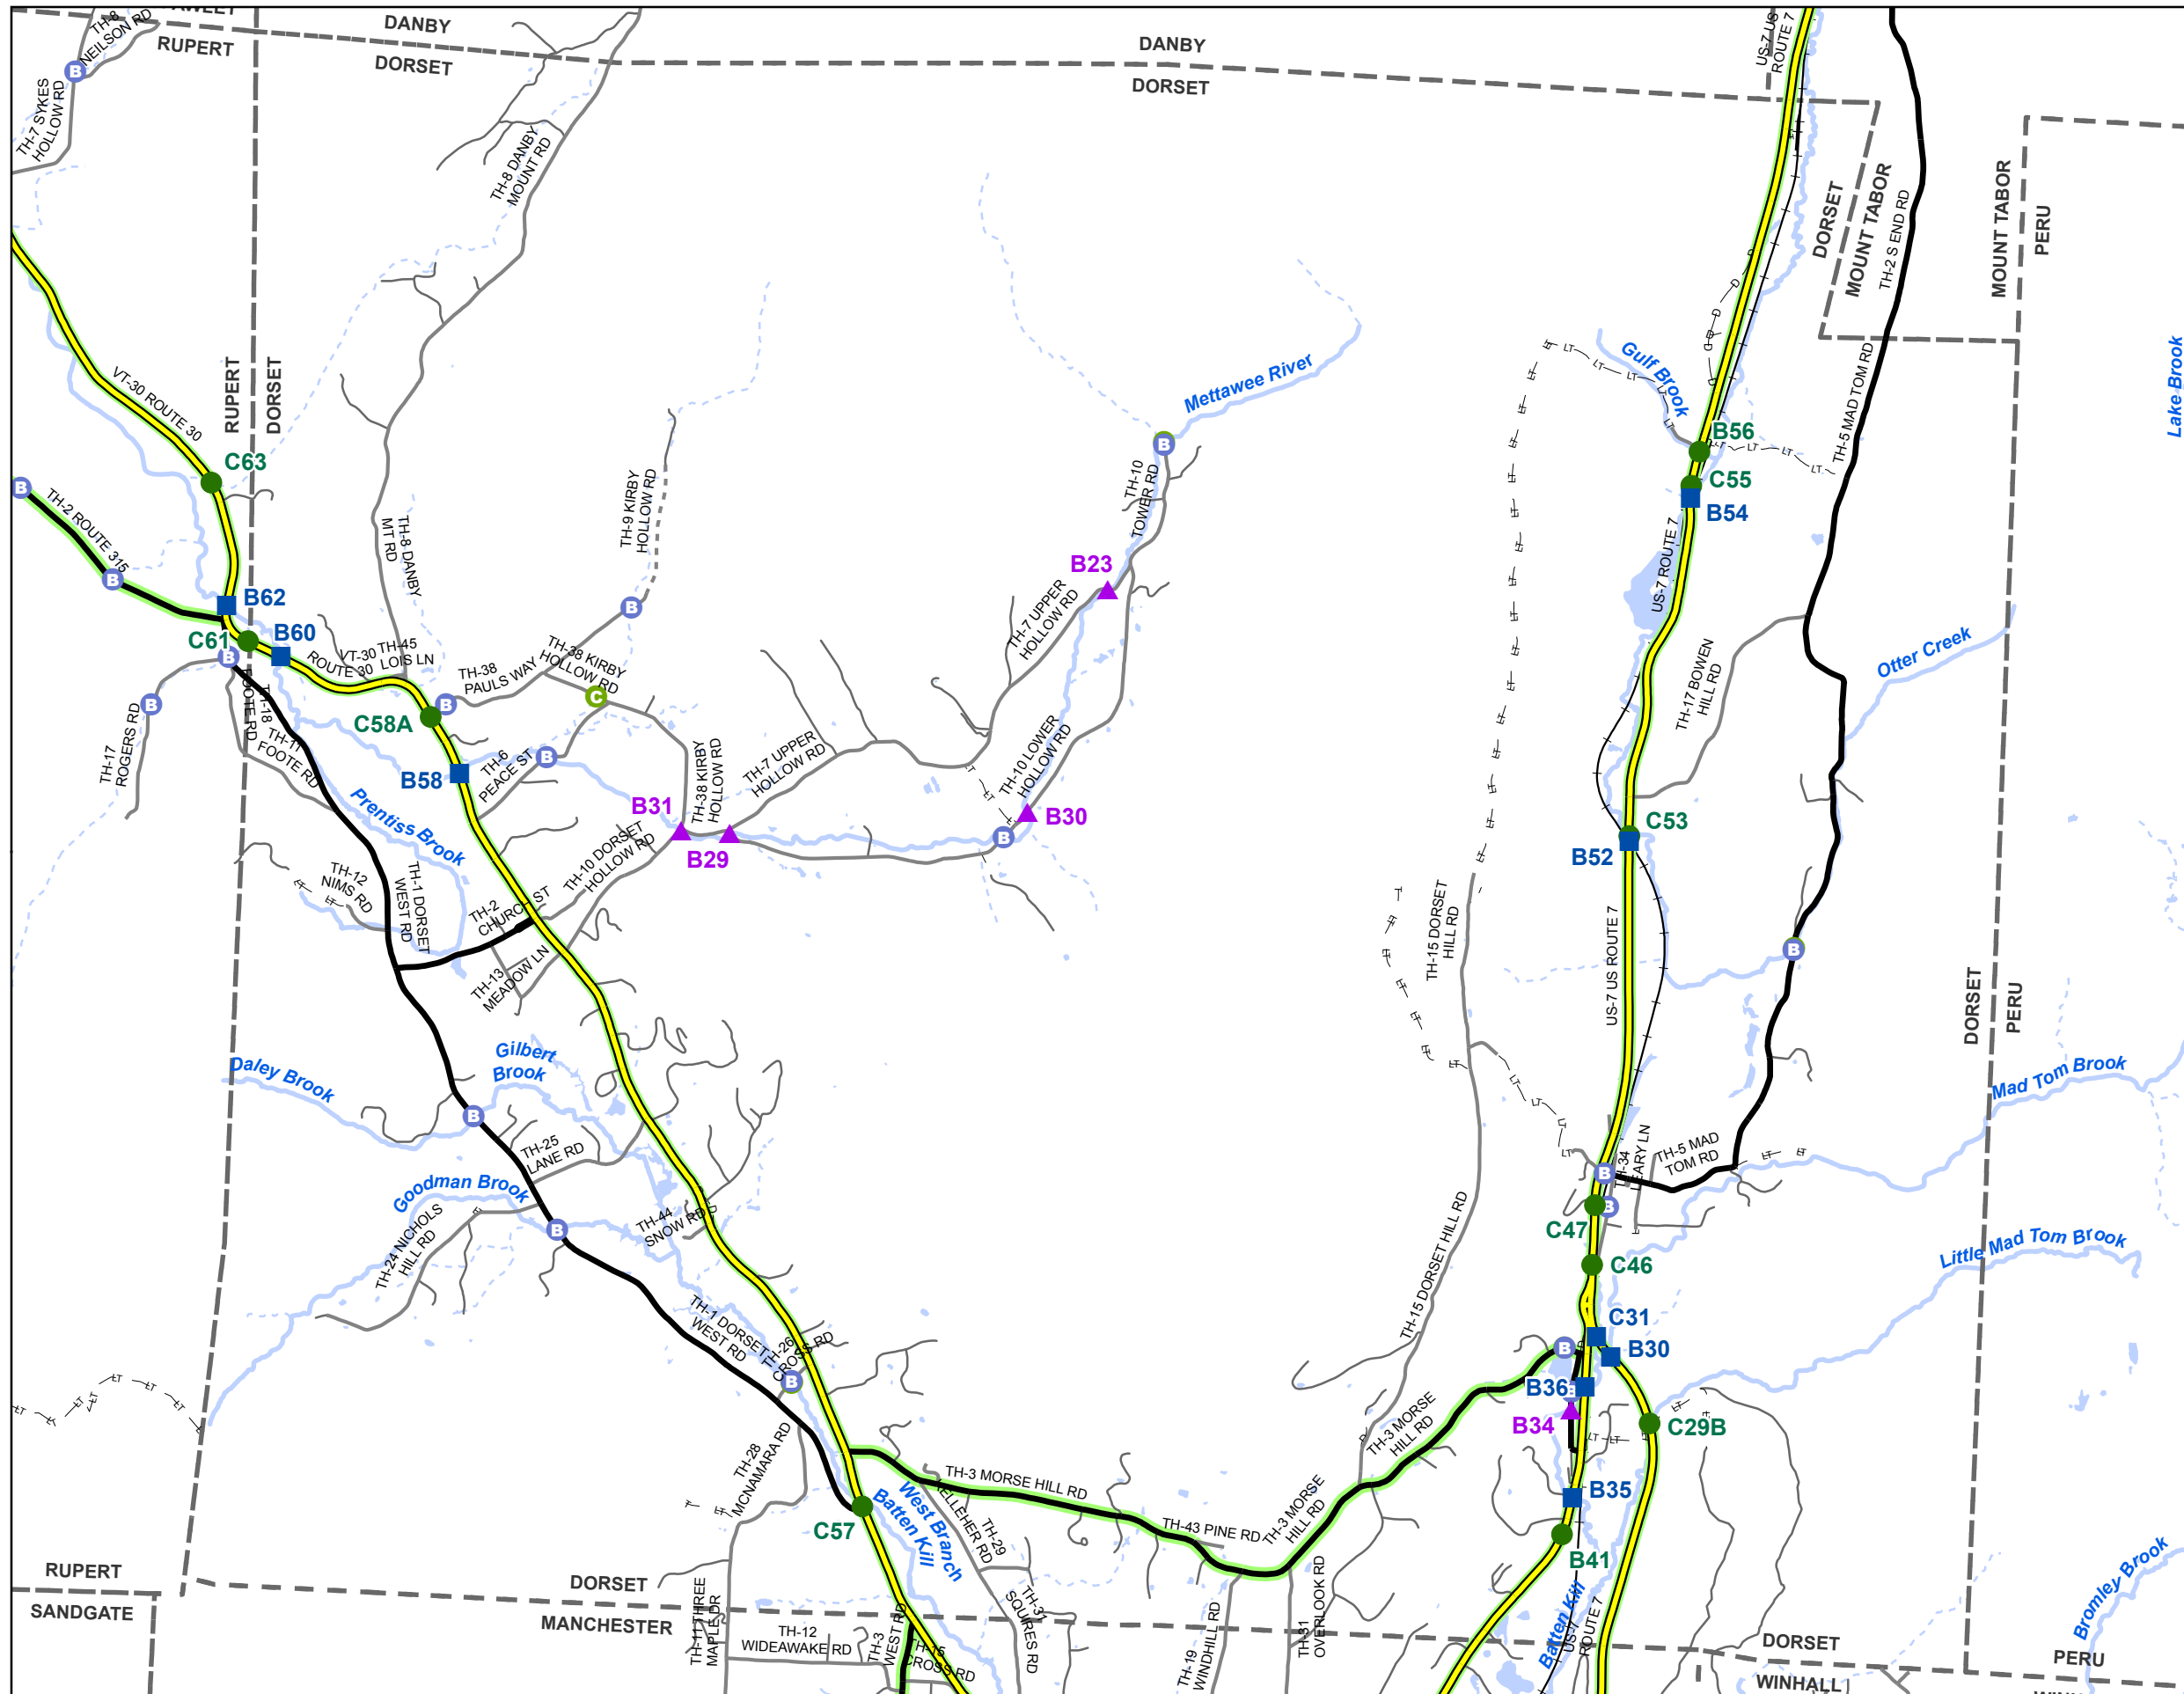 TH-8
NEILSON RD
RUPERT
DANBY
DORSET
DANBY
DORSET
US-7 US
ROUTE 7
TH-7 SYKES
HOLLOW RD
B
TH-8 DANBY
MOUNT RD
DORSET
MOUNT TABOR
TH-2 S END RD
MOUNT TABOR
PERU
Lake Brook
VT-30 ROUTE 30
RUPERT
DORSET
C63
Mettawee River
Gulf Brook
B56
C55
B54
TH-5 MAD TOM RD
B
TH-2 ROUTE 315
B
TH-8 DANBY
MT RD
TH-9 KIRBY
HOLLOW RD
B
TH-10
TOWER RD
B
B23
US-7 ROUTE 7
B62
C61
B60
B
VT-30
ROUTE 30
TH-45
LOIS LN
TH-38
PAULS WAY
TH-38 KIRBY
HOLLOW RD
C
B
TH-7 UPPER
HOLLOW RD
Otter Creek
TH-17 BOWEN
HILL RD
TH-17
ROGERS RD
B
FOOTE RD
TH-18
TH-11
FOOTE RD
C58A
B58
TH-6
PEACE ST
B
TH-38 KIRBY
HOLLOW RD
TH-7 UPPER
HOLLOW RD
TH-10 LOWER
HOLLOW RD
B31
B29
B30
B
C53
B52
Prentiss Brook
TH-10 DORSET
HOLLOW RD
TH-12
NIMS RD
TH-1 DORSET
WEST RD
TH-2
CHURCH ST
TH-13
MEADOW LN
TH-15 DORSET
HILL RD
US-7 US ROUTE 7
B
DORSET
PERU
Daley Brook
Gilbert
Brook
B
TH-25
LANE RD
Mad Tom Brook
TH-34
LEARY LN
TH-5 MAD
TOM RD
B
B
Goodman Brook
B
TH-24 NICHOLS
HILL RD
TH-44
SNOW RD
TH-15 DORSET HILL RD
C47
C46
Little Mad Tom Brook
TH-1 DORSET
WEST RD
TH-26
CROSS RD
B
C31
B30
B
B36
B
B34
C29B
TH-3 MORSE
HILL RD
TH-28
MCNAMARA RD
TH-3 MORSE HILL RD
B35
C57
West Branch
Batten Kill
KELLEHER RD
TH-29
TH-43 PINE RD
TH-3 MORSE
HILL RD
B41
RUPERT
SANDGATE
DORSET
MANCHESTER
TH-11 THREE
MAPLE DR
TH-12
WIDEAWAKE RD
TH-3
WEST RD
TH-15
CROSS RD
TH-31
SQUIRES RD
TH-19
WINDHILL RD
TH-31
OVERLOOK RD
Batten Kill
US-7
ROUTE 7
DORSET
WINHALL
PERU
Bromley Brook